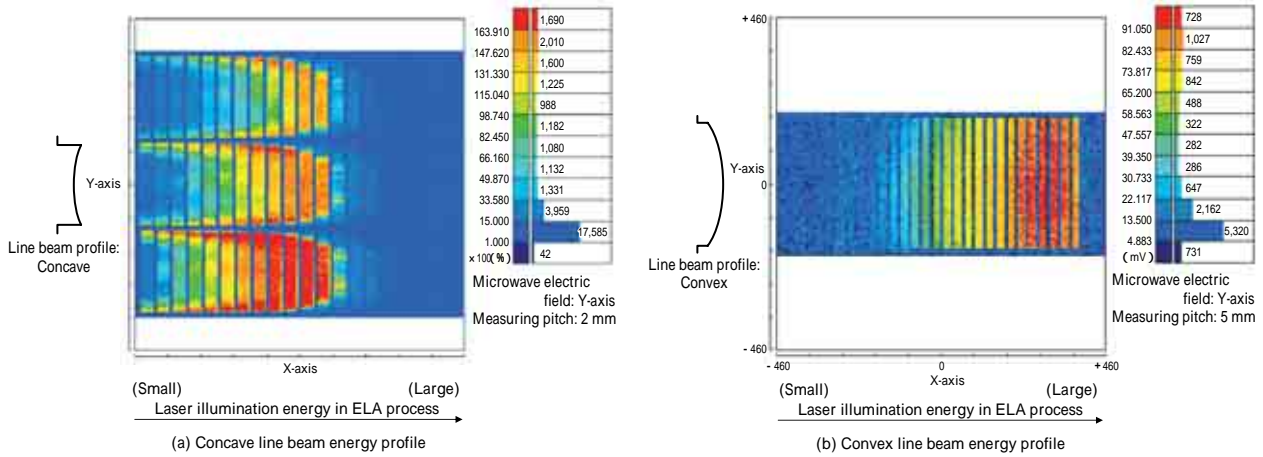 163.910
147.620
131.330
115.040
98.740
82.450
66.160
49.870
33.580
15.000
1.000
×100(%)
1,690
2,010
1,600
1,225
988
1,182
1,080
1,132
1,331
3,959
17,585
42
Y-axis
Line beam profile:
Concave
Microwave electric
field: Y-axis
Measuring pitch: 2 mm
X-axis
(Small) (Large)
Laser illumination energy in ELA process
(a) Concave line beam energy profile
+460
Y-axis
0
Line beam profile:
Convex
-460
-460 0 +460
X-axis
(Small) (Large)
Laser illumination energy in ELA process
(b) Convex line beam energy profile
91.050
82.433
73.817
65.200
56.563
47.557
39.350
30.733
22.117
13.500
4.883
(mV)
728
1,027
759
842
488
322
282
286
647
2,162
5,320
731
Microwave electric
field: Y-axis
Measuring pitch: 5 mm